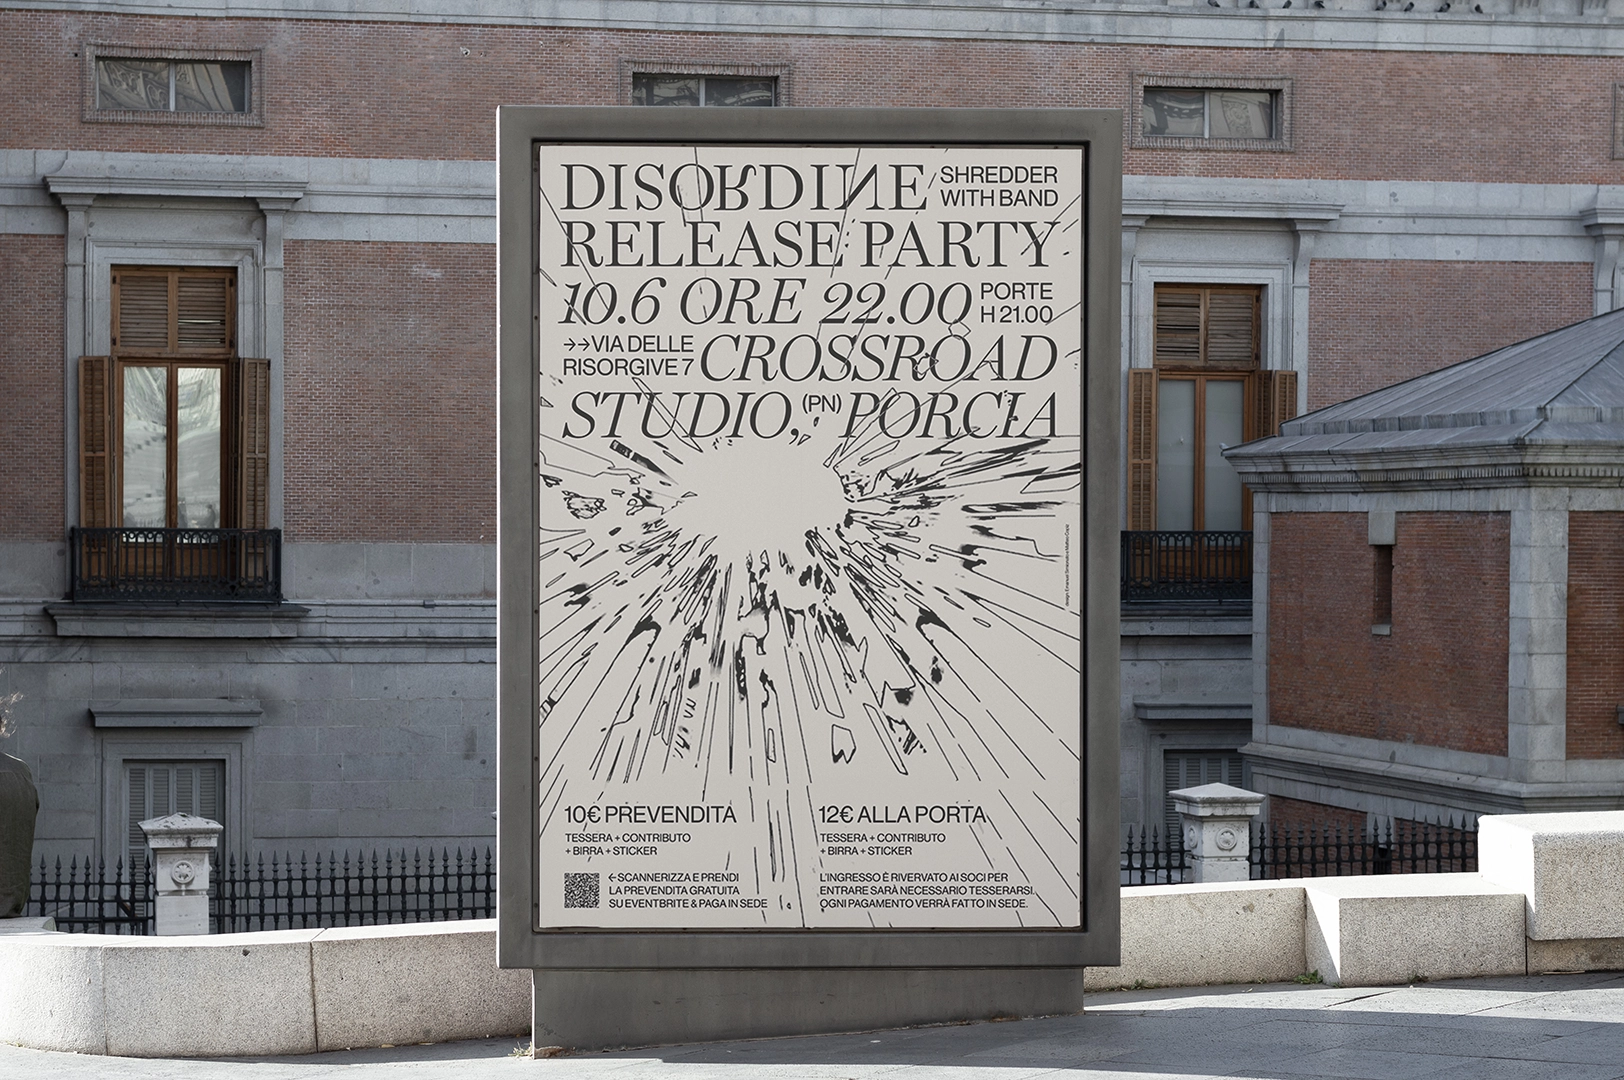 DISORDINE SHREDDER
WITH BAND
RELEASE PARTY
10.6 ORE 22.00 PORTE
H 21.00
→→VIA DELLE
RISORGIVE 7 CROSSROAD
STUDIO, (PN) PORCIA
10€ PREVENDITA
TESSERA + CONTRIBUTO
+ BIRRA + STICKER
←SCANNERIZZA E PRENDI
LA PREVENDITA GRATUITA
SU EVENTBRITE & PAGA IN SEDE
12€ ALLA PORTA
TESSERA + CONTRIBUTO
+ BIRRA + STICKER
L'INGRESSO È RIVERVATO AI SOCI PER
ENTRARE SARÀ NECESSARIO TESSERARSI.
OGNI PAGAMENTO VERRÀ FATTO IN SEDE.